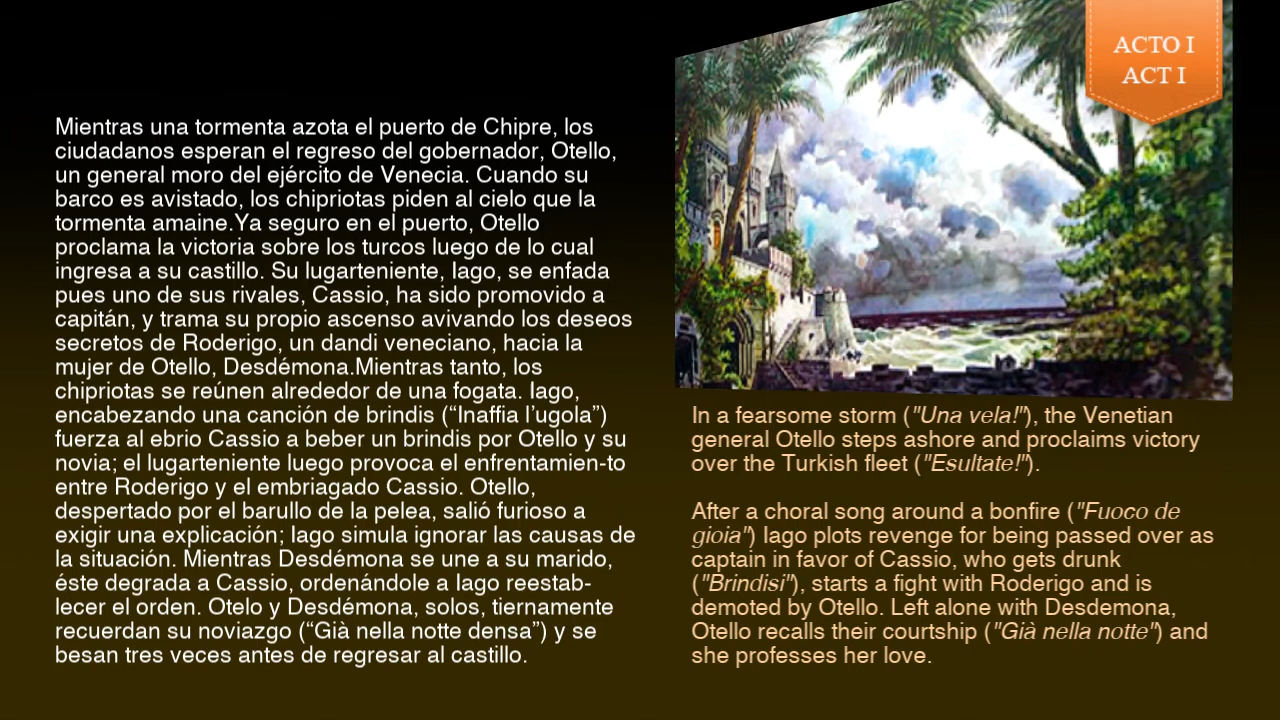 ACTO I
ACT I
Mientras una tormenta azota el puerto de Chipre, los
ciudadanos esperan el regreso del gobernador, Otello,
un general moro del ejército de Venecia. Cuando su
barco es avistado, los chipriotas piden al cielo que la
tormenta amaine.Ya seguro en el puerto, Otello
proclama la victoria sobre los turcos luego de lo cual
ingresa a su castillo. Su lugarteniente, Iago, se enfada
pues uno de sus rivales, Cassio, ha sido promovido a
capitán, y trama su propio ascenso avivando los deseos
secretos de Roderigo, un dandi veneciano, hacia la
mujer de Otello, Desdémona.Mientras tanto, los
chipriotas se reúnen alrededor de una fogata. Iago,
encabezando una canción de brindis (“Inaffia l’ugola”)
fuerza al ebrio Cassio a beber un brindis por Otello y su
novia; el lugarteniente luego provoca el enfrentamien-to
entre Roderigo y el embriagado Cassio. Otello,
despertado por el barullo de la pelea, salió furioso a
exigir una explicación; Iago simula ignorar las causas de
la situación. Mientras Desdémona se une a su marido,
éste degrada a Cassio, ordenándole a Iago reestab-
lecer el orden. Otelo y Desdémona, solos, tiernamente
recuerdan su noviazgo (“Già nella notte densa”) y se
besan tres veces antes de regresar al castillo.
In a fearsome storm ("Una vela!"), the Venetian
general Otello steps ashore and proclaims victory
over the Turkish fleet ("Esultate!").
After a choral song around a bonfire ("Fuoco de
gioia") Iago plots revenge for being passed over as
captain in favor of Cassio, who gets drunk
("Brindisi"), starts a fight with Roderigo and is
demoted by Otello. Left alone with Desdemona,
Otello recalls their courtship ("Già nella notte") and
she professes her love.